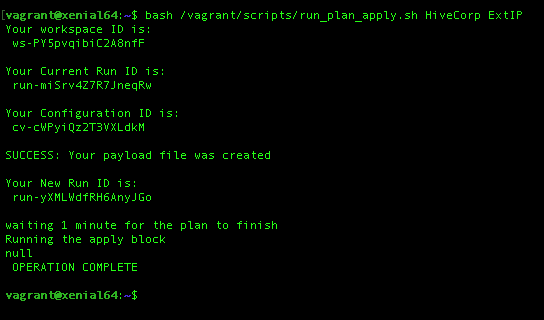 [vagrant@xenial64:~$ bash /vagrant/scripts/run_plan_apply.sh HiveCorp ExtIP
Your workspace ID is:
ws-PY5pvqibiC2A8nfF
Your Current Run ID is:
run-miSrv4Z7R7JneqRw
Your Configuration ID is:
cv-cWPyiQz2T3VXLdkM
SUCCESS: Your payload file was created
Your New Run ID is:
run-yXMLWdfRH6AnyJGo
waiting 1 minute for the plan to finish
Running the apply block
null
OPERATION COMPLETE
vagrant@xenial64:~$